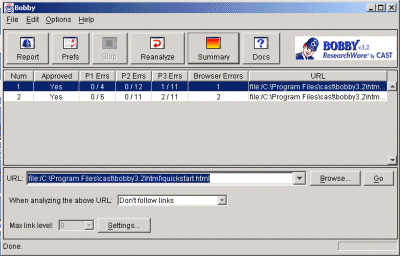 Bobby
File Edit Options Help
Report Prefs Stop Reanalyze Summary Docs
BOBBY v3.2
ResearchWare by CAST
Num Approved P1 Errs P2 Errs P3 Errs Browser Errors URL
1 Yes 0 / 4 0 / 12 1 / 11 1 file:/C:\Program Files\cast\bobby3.2\htm...
2 Yes 0 / 6 0 / 11 2 / 11 2 file:/C:\Program Files\cast\bobby3.2\htm...
URL: file:/C:\Program Files\cast\bobby3.2\html\quickstart.html Browse... Go
When analyzing the above URL: Don't follow links
Max link level: 0 Settings...
Done.